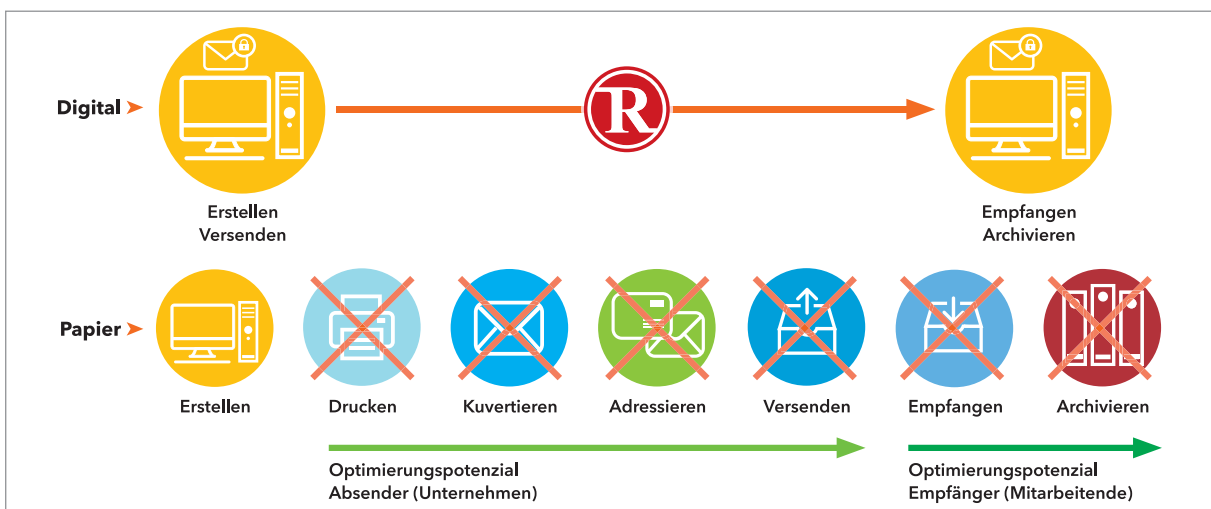 Digital
R
Erstellen
Versenden
Empfangen
Archivieren
Papier
Erstellen
Drucken
Kuvertieren
Adressieren
Versenden
Empfangen
Archivieren
Optimierungspotenzial
Absender (Unternehmen)
Optimierungspotenzial
Empfänger (Mitarbeitende)